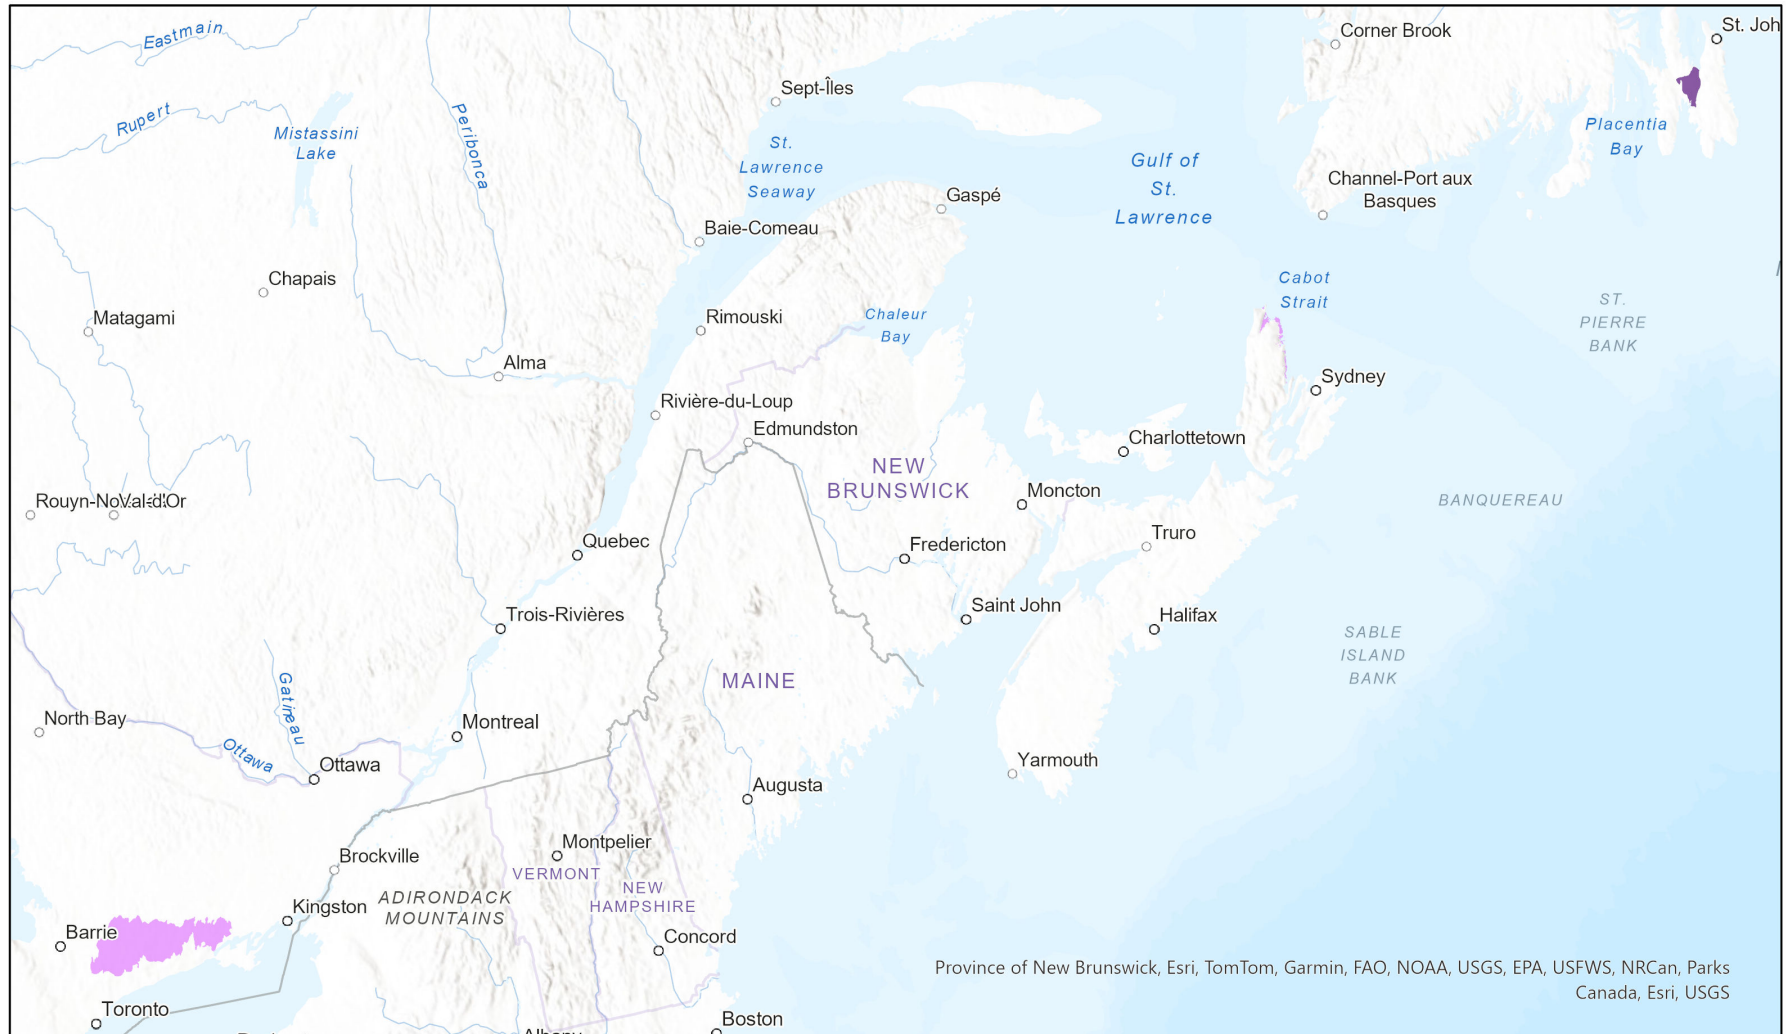 Eastmain
Corner Brook
St. Joh
Sept-Îles
Rupert
Peribonca
Mistassini
Lake
Placentia
Bay
St.
Lawrence
Seaway
Gulf of
St.
Lawrence
Channel-Port aux
Basques
Gaspé
Baie-Comeau
Chapais
Cabot
Strait
ST.
PIERRE
BANK
Matagami
Rimouski
Chaleur
Bay
Alma
Sydney
Rivière-du-Loup
Edmundston
Charlottetown
NEW
BRUNSWICK
Moncton
BANQUEREAU
Rouyn-No
Val-d'Or
Truro
Quebec
Fredericton
Trois-Rivières
Saint John
Halifax
SABLE
ISLAND
BANK
MAINE
Gatineau
North Bay
Montreal
Ottawa
Ottawa
Yarmouth
Augusta
Montpelier
Brockville
VERMONT
NEW
HAMPSHIRE
ADIRONDACK
MOUNTAINS
Kingston
Barrie
Concord
Province of New Brunswick, Esri, TomTom, Garmin, FAO, NOAA, USGS, EPA, USFWS, NRCan, Parks
Canada, Esri, USGS
Toronto
Boston
Albany